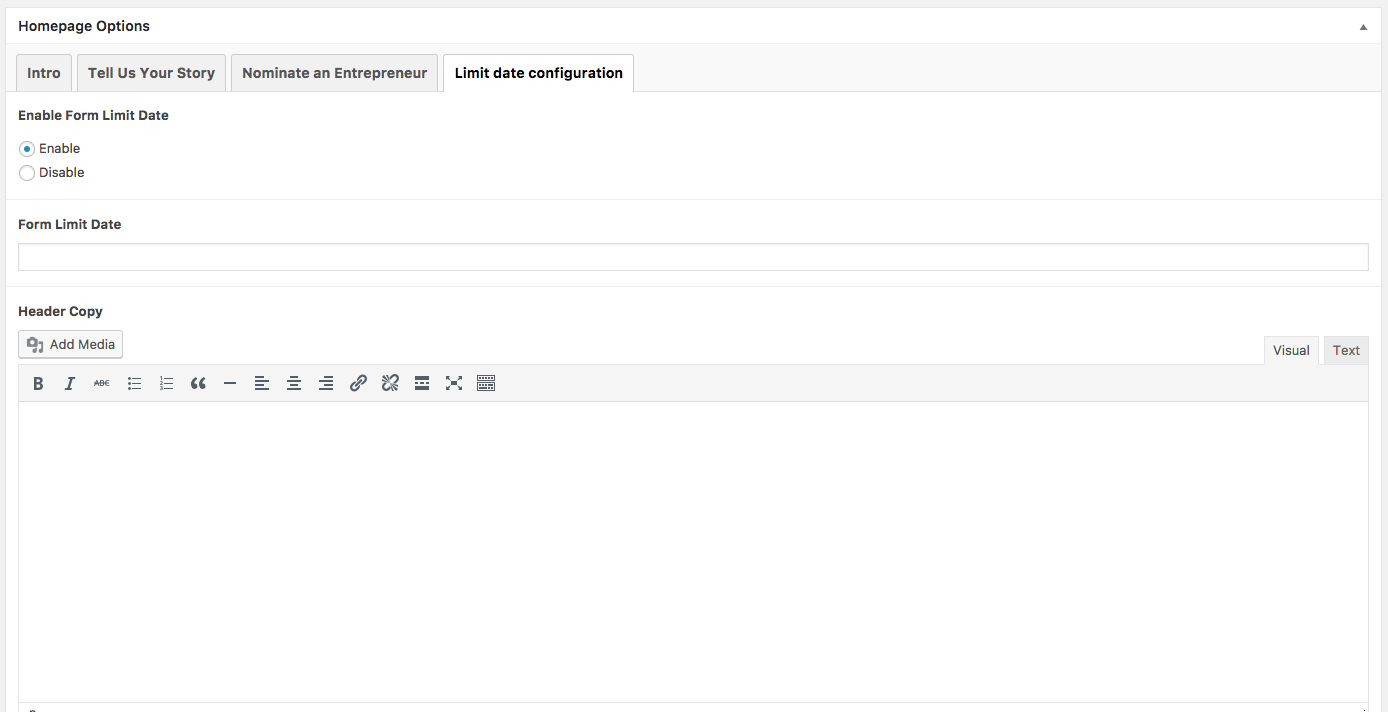 Homepage Options
Intro Tell Us Your Story Nominate an Entrepreneur Limit date configuration
Enable Form Limit Date
Enable
Disable
Form Limit Date
Header Copy
Add Media
Visual Text
B I ABC